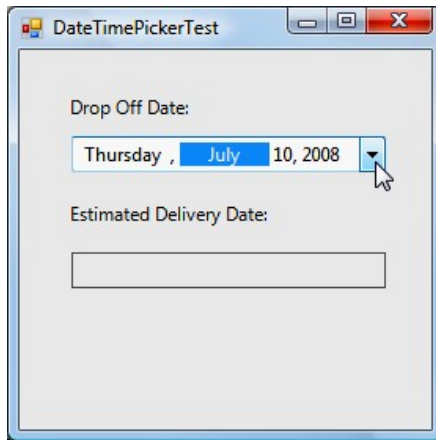 DateTimePickerTest
Drop Off Date:
Thursday , July 10, 2008
Estimated Delivery Date: